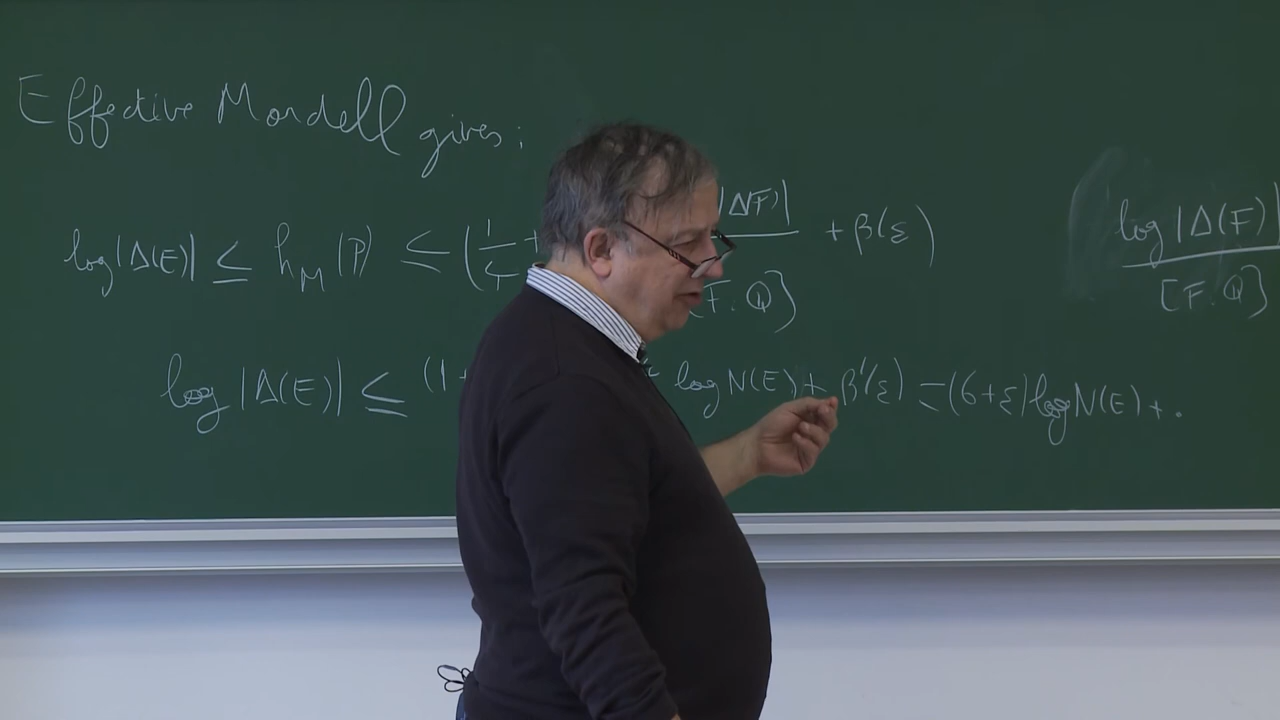 Effective Mordell gives:
log|Δ(E)| ≤ h_M(P) ≤ (1/4 + |ΔF)| / [F:Q] + β(ε)
log|Δ(F)| / [F:Q]
log|Δ(E)| ≤ (1+ log N(E) + β'(ε) = (6+ε) log N(E) + .